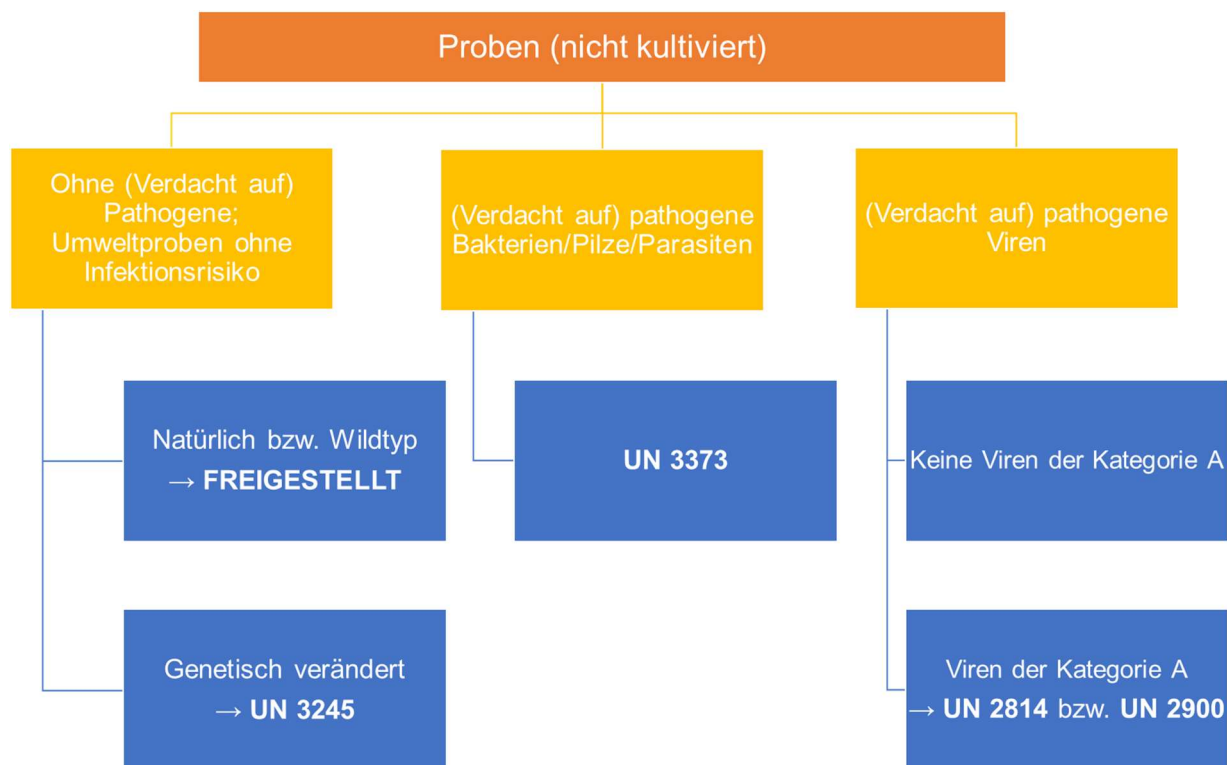 Proben (nicht kultiviert)
Ohne (Verdacht auf)
Pathogene;
Umweltproben ohne
Infektionsrisiko
(Verdacht auf) pathogene
Bakterien/Pilze/Parasiten
(Verdacht auf) pathogene
Viren
Natürlich bzw. Wildtyp
→ FREIGESTELLT
UN 3373
Keine Viren der Kategorie A
Genetisch verändert
→ UN 3245
Viren der Kategorie A
→ UN 2814 bzw. UN 2900